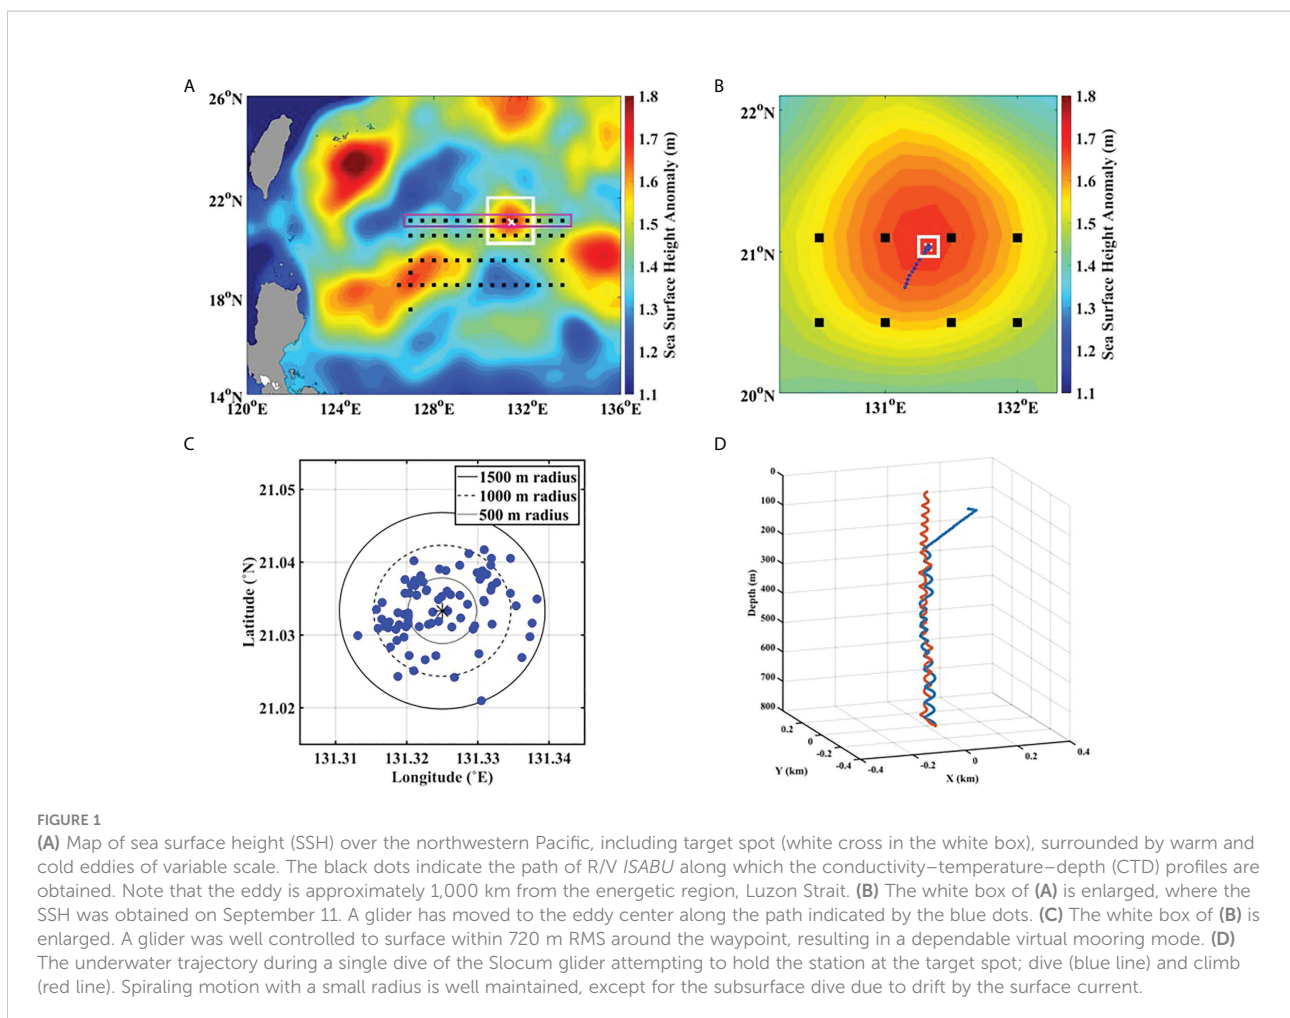 A
26°N
22°N
18°N
14°N
120°E
124°E
128°E
132°E
136°E
1.8
1.7
1.6
1.5
1.4
1.3
1.2
1.1
Sea Surface Height Anomaly (m)
B
22°N
21°N
20°N
131°E
132°E
1.8
1.7
1.6
1.5
1.4
1.3
1.2
1.1
Sea Surface Height Anomaly (m)
C
1500 m radius
1000 m radius
500 m radius
21.05
21.04
21.03
21.02
Latitude (°N)
131.31
131.32
131.33
131.34
Longitude (°E)
D
0
100
200
300
400
500
600
700
800
Depth(m)
0.2
0
-0.2
-0.4
Y (km)
-0.4
-0.2
0
0.2
0.4
X (km)
FIGURE 1
(A) Map of sea surface height (SSH) over the northwestern Pacific, including target spot (white cross in the white box), surrounded by warm and
cold eddies of variable scale. The black dots indicate the path of R/V ISABU along which the conductivity–temperature–depth (CTD) profiles are
obtained. Note that the eddy is approximately 1,000 km from the energetic region, Luzon Strait. (B) The white box of (A) is enlarged, where the
SSH was obtained on September 11. A glider has moved to the eddy center along the path indicated by the blue dots. (C) The white box of (B) is
enlarged. A glider was well controlled to surface within 720 m RMS around the waypoint, resulting in a dependable virtual mooring mode. (D)
The underwater trajectory during a single dive of the Slocum glider attempting to hold the station at the target spot; dive (blue line) and climb
(red line). Spiraling motion with a small radius is well maintained, except for the subsurface dive due to drift by the surface current.